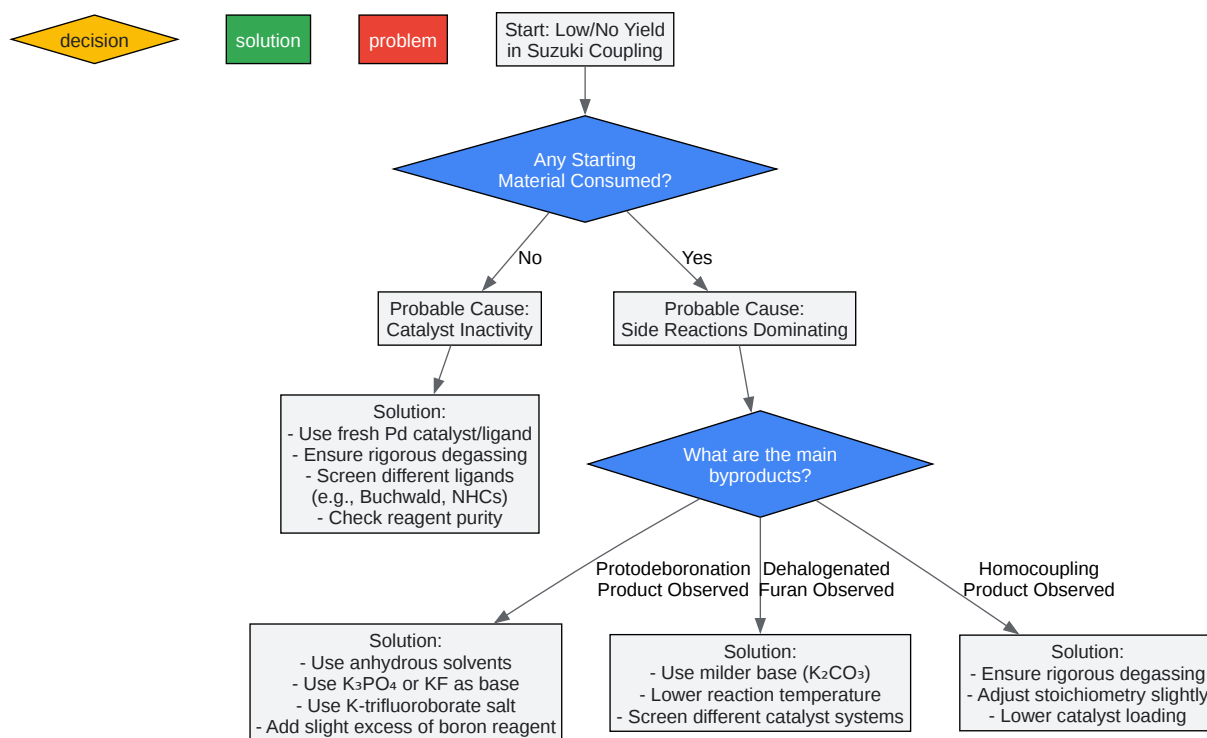 decision
solution
problem
Start: Low/No Yield
in Suzuki Coupling
Any Starting
Material Consumed?
No
Yes
Probable Cause:
Catalyst Inactivity
Probable Cause:
Side Reactions Dominating
Solution:
- Use fresh Pd catalyst/ligand
- Ensure rigorous degassing
- Screen different ligands
(e.g., Buchwald, NHCs)
- Check reagent purity
What are the main
byproducts?
Protodeboronation
Product Observed
Dehalogenated
Furan Observed
Homocoupling
Product Observed
Solution:
- Use anhydrous solvents
- Use K₃PO₄ or KF as base
- Use K-trifluoroborate salt
- Add slight excess of boron reagent
Solution:
- Use milder base (K₂CO₃)
- Lower reaction temperature
- Screen different catalyst systems
Solution:
- Ensure rigorous degassing
- Adjust stoichiometry slightly
- Lower catalyst loading